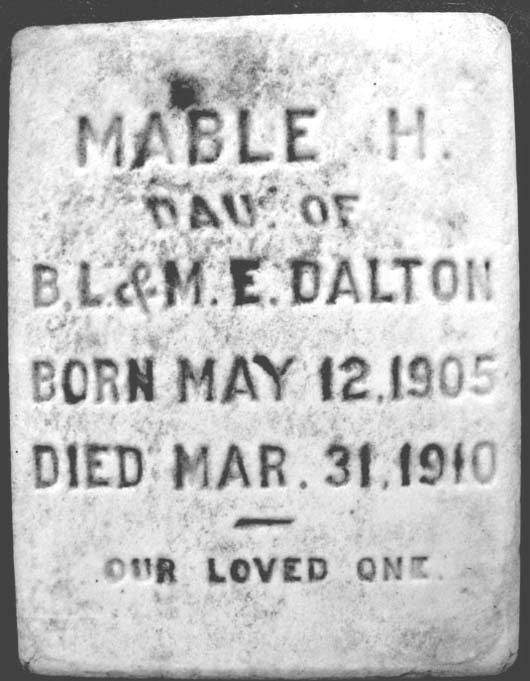 MABLE H.
DAU. OF
B.L.&M.E.DALTON
BORN MAY 12,1905
DIED MAR. 31,1910
OUR LOVED ONE.